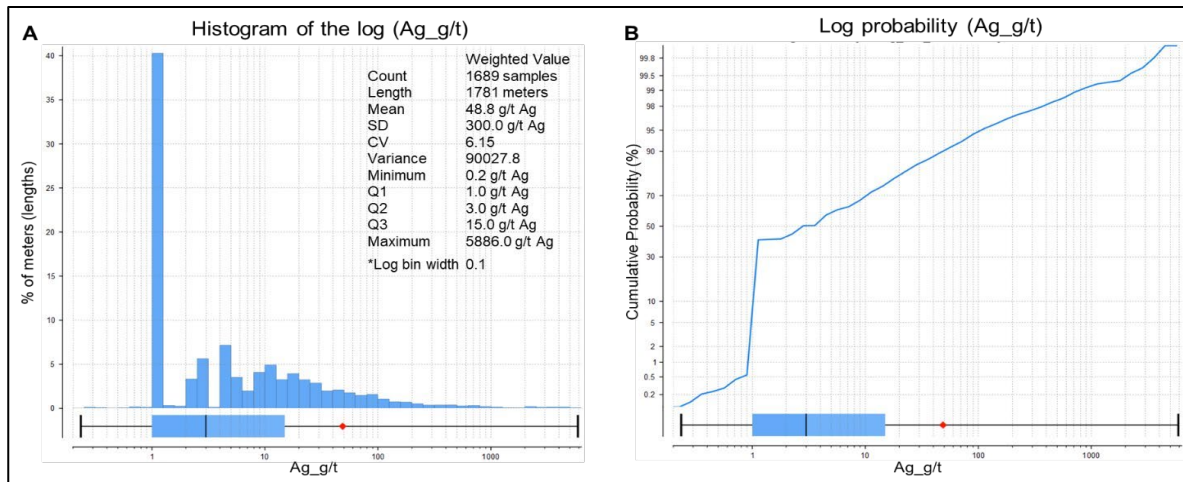 A
Histogram of the log (Ag_g/t)
40
35
30
25
20
15
10
5
0
% of meters (lengths)
Weighted Value
Count 1689 samples
Length 1781 meters
Mean 48.8 g/t Ag
SD 300.0 g/t Ag
CV 6.15
Variance 90027.8
Minimum 0.2 g/t Ag
Q1 1.0 g/t Ag
Q2 3.0 g/t Ag
Q3 15.0 g/t Ag
Maximum 5886.0 g/t Ag
*Log bin width 0.1
1 10 100 1000
Ag_g/t
B
Log probability (Ag_g/t)
99.8
99.5
99
98
95
90
70
50
30
10
5
2
1
0.5
0.2
Cumulative Probability (%)
1 10 100 1000
Ag_g/t